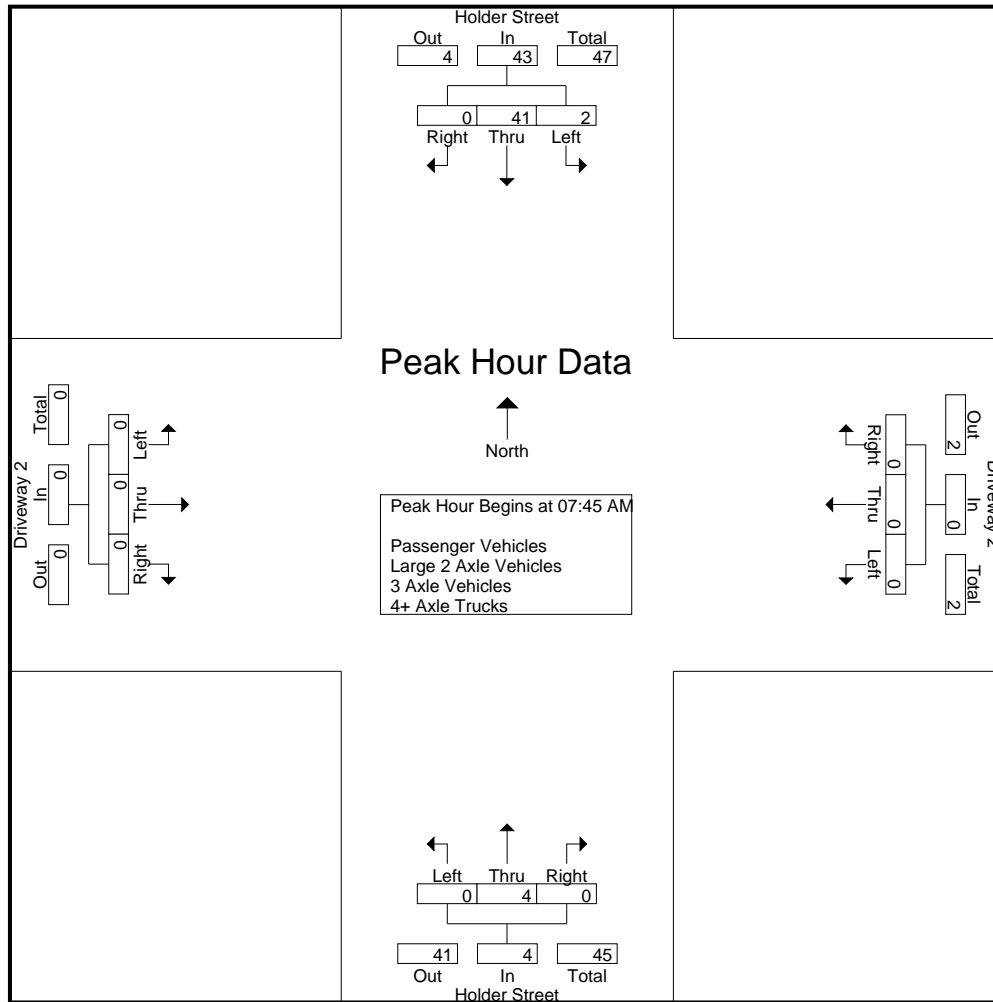 Holder Street
Out In Total
4 43 47
0 41 2
Right Thru Left
Peak Hour Data
North
Peak Hour Begins at 07:45 AM
Passenger Vehicles
Large 2 Axle Vehicles
3 Axle Vehicles
4+ Axle Trucks
Driveway 2
Out In Total
0 0 0
Left Thru Right
0 0 0
Driveway 2
Out In Total
2 0 2
Right Thru Left
0 0 0
Left Thru Right
0 4 0
41 4 45
Out In Total
Holder Street